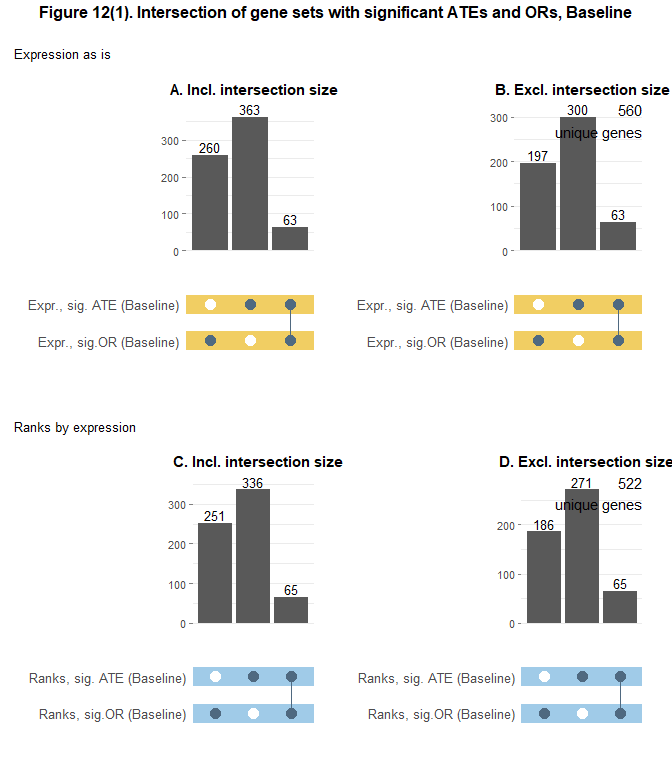 Figure 12(1). Intersection of gene sets with significant ATEs and ORs, Baseline
Expression as is
A. Incl. intersection size
363
260
63
300
200
100
0
Expr., sig. ATE (Baseline)
Expr., sig.OR (Baseline)
B. Excl. intersection size
300
560
unique genes
197
63
300
200
100
0
Expr., sig. ATE (Baseline)
Expr., sig.OR (Baseline)
Ranks by expression
C. Incl. intersection size
336
251
65
300
200
100
0
Ranks, sig. ATE (Baseline)
Ranks, sig.OR (Baseline)
D. Excl. intersection size
271
522
unique genes
186
65
200
100
0
Ranks, sig. ATE (Baseline)
Ranks, sig.OR (Baseline)